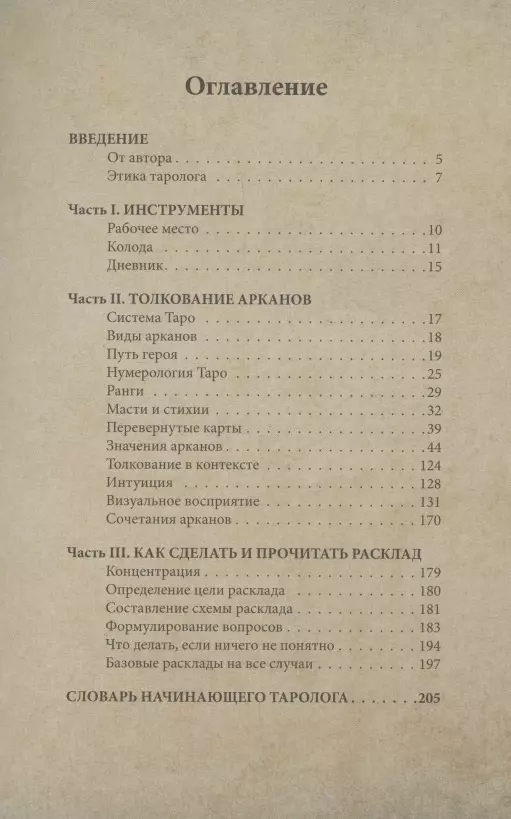 Оглавление
ВВЕДЕНИЕ
От автора . . . . . . . . . . . . . . . . . . . . . . 5
Этика таролога . . . . . . . . . . . . . . . . . . . 7
Часть I. ИНСТРУМЕНТЫ
Рабочее место . . . . . . . . . . . . . . . . . . . 10
Колода . . . . . . . . . . . . . . . . . . . . . . 11
Дневник. . . . . . . . . . . . . . . . . . . . . . 15
Часть II. ТОЛКОВАНИЕ АРКАНОВ
Система Таро . . . . . . . . . . . . . . . . . . . 17
Виды арканов . . . . . . . . . . . . . . . . . . . 18
Путь героя . . . . . . . . . . . . . . . . . . . . 19
Нумерология Таро . . . . . . . . . . . . . . . . . 25
Ранги . . . . . . . . . . . . . . . . . . . . . . . 29
Масти и стихии . . . . . . . . . . . . . . . . . . 32
Перевернутые карты . . . . . . . . . . . . . . . . 39
Значения арканов . . . . . . . . . . . . . . . . . 44
Толкование в контексте . . . . . . . . . . . . . . 124
Интуиция . . . . . . . . . . . . . . . . . . . . . 128
Визуальное восприятие . . . . . . . . . . . . . . 131
Сочетания арканов . . . . . . . . . . . . . . . . 170
Часть III. КАК СДЕЛАТЬ И ПРОЧИТАТЬ РАСКЛАД
Концентрация . . . . . . . . . . . . . . . . . . . 179
Определение цели расклада . . . . . . . . . . . . 180
Составление схемы расклада . . . . . . . . . . . . 181
Формулирование вопросов . . . . . . . . . . . . . 183
Что делать, если ничего не понятно . . . . . . . . 194
Базовые расклады на все случаи . . . . . . . . . . 197
СЛОВАРЬ НАЧИНАЮЩЕГО ТАРОЛОГА . . . . . . .205